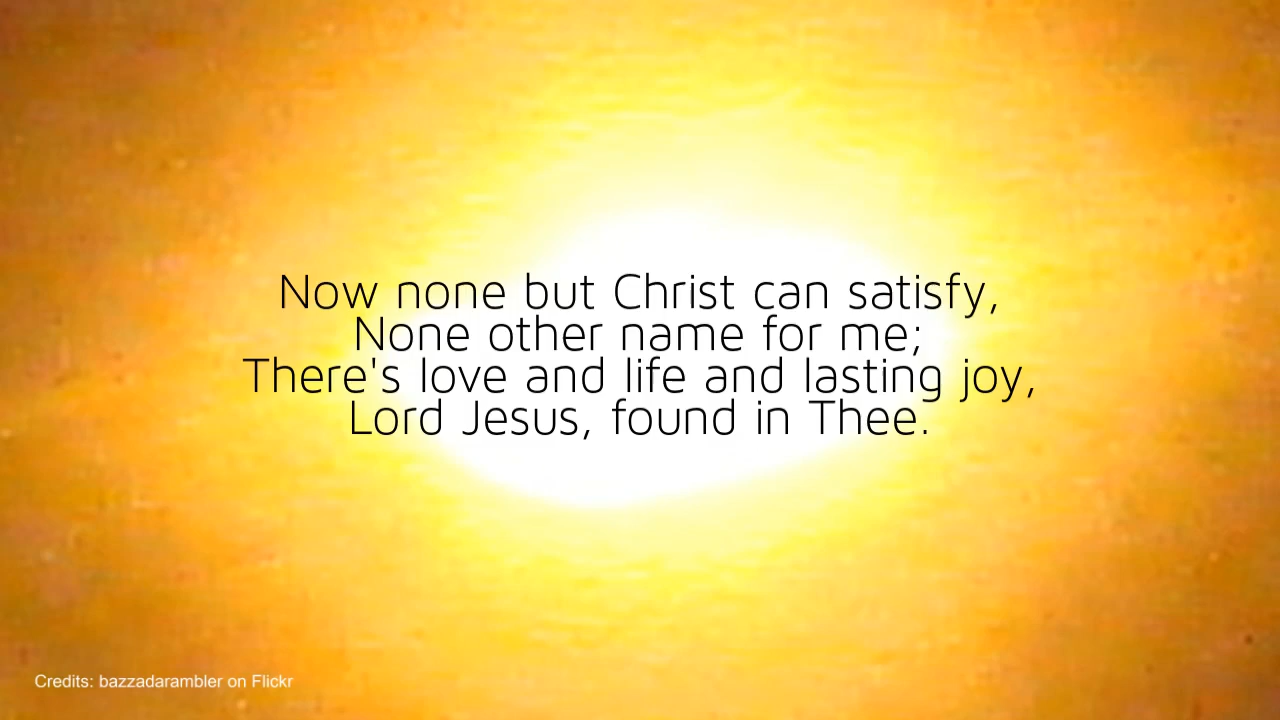 Now none but Christ can satisfy,
None other name for me;
There's love and life and lasting joy,
Lord Jesus, found in Thee.
Credits: bazzadarambler on Flickr